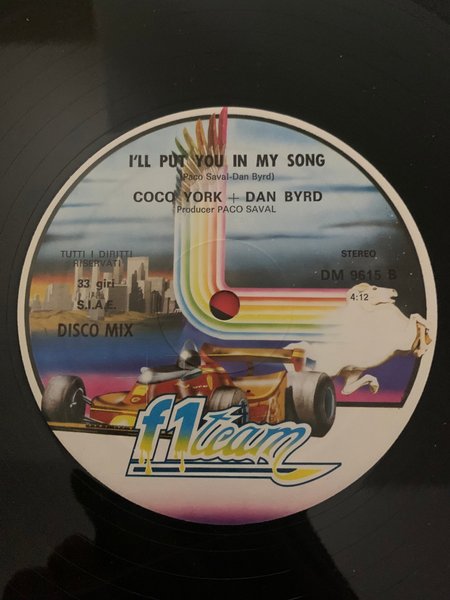 I'LL PUT YOU IN MY SONG
(Paco Saval-Dan Byrd)
COCO YORK + DAN BYRD
Producer PACO SAVAL
TUTTI I DIRITTI
RISERVATI
33 giri
S.I.A.E.
DISCO MIX
STEREO
DM 9615 B
4:12
f1 team